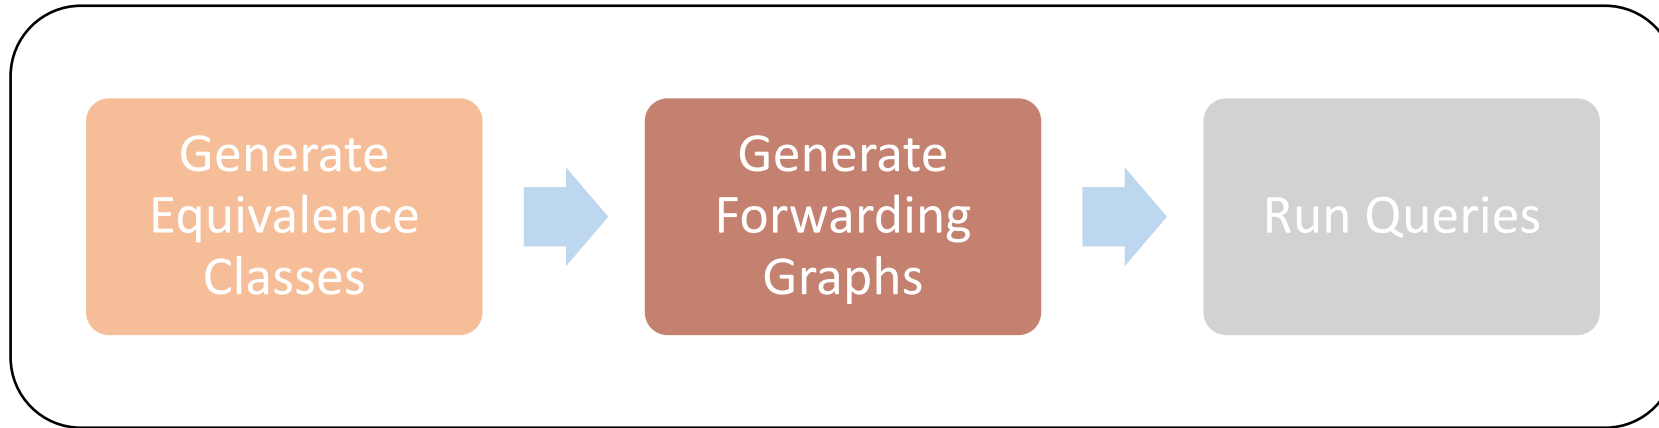 Generate
Equivalence
Classes
Generate
Forwarding
Graphs
Run Queries